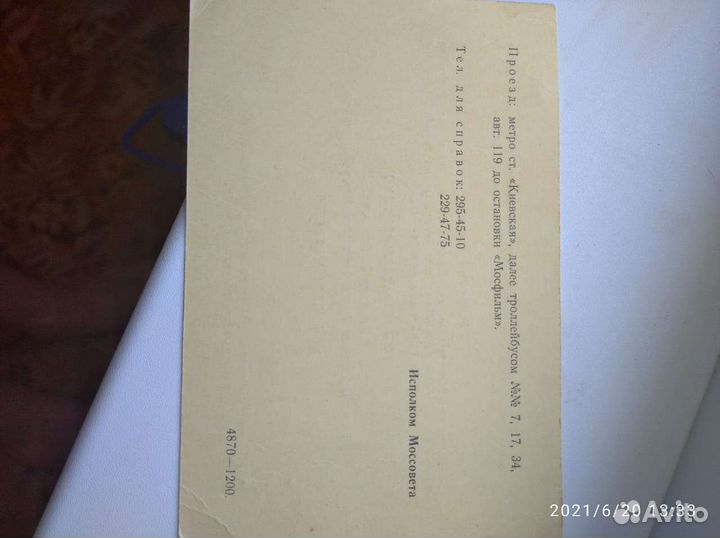 Проезд: метро ст. «Киевская», далее троллейбусом №№ 7, 17, 34,
авт. 119 до остановки «Мосфильм».
Тел. для справок: 295-45-10
229-47-75
Исполком Моссовета
4870—1200.
2021/6/20 13:33
Avito